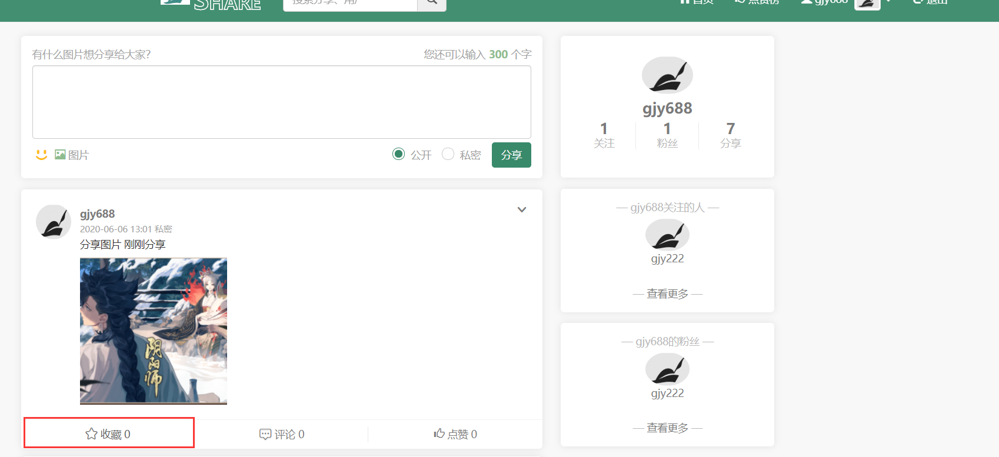 SHARE
搜索分享、用户
首页
点赞榜
gjy688
退出
有什么图片想分享给大家?
您还可以输入 300 个字
图片
公开
私密
分享
gjy688
2020-06-06 13:01 私密
分享图片 刚刚分享
阴阳师
收藏 0
评论 0
点赞 0
gjy688
1
关注
1
粉丝
7
分享
— gjy688关注的人 —
gjy222
— 查看更多 —
— gjy688的粉丝 —
gjy222
— 查看更多 —